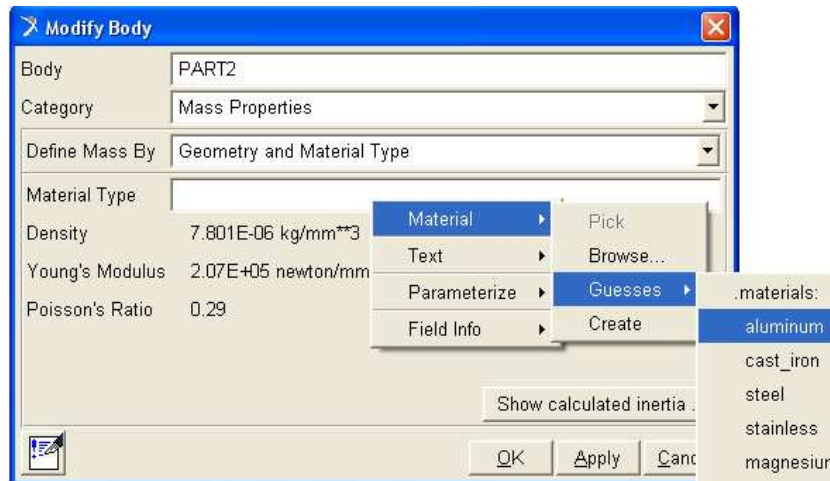 Modify Body
Body PART2
Category Mass Properties
Define Mass By Geometry and Material Type
Material Type
Density 7.801E-06 kg/mm**3
Young's Modulus 2.07E+05 newton/mm
Poisson's Ratio 0.29
Material
Text
Parameterize
Field Info
Pick
Browse...
Guesses
Create
.materials:
aluminum
cast_iron
steel
stainless
Show calculated inertia .
OK Apply